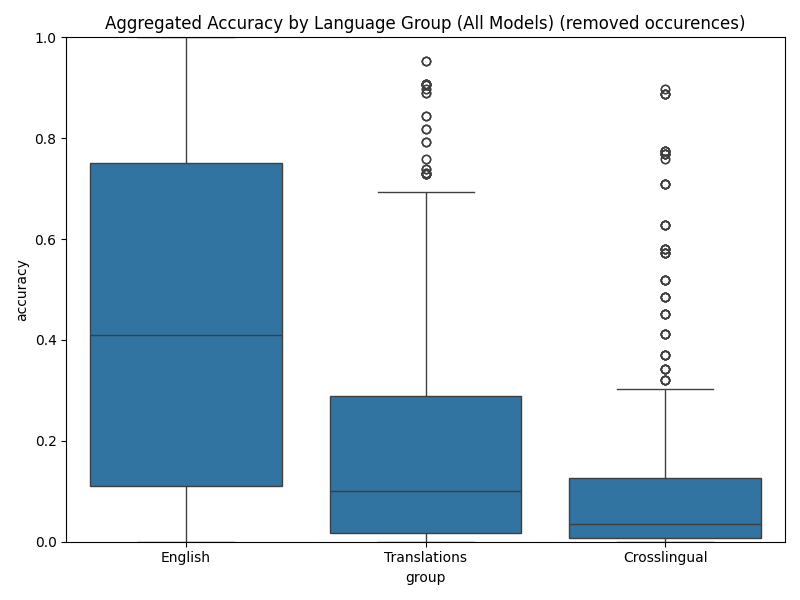 Aggregated Accuracy by Language Group (All Models) (removed occurences)
1.0
0.8
0.6
0.4
0.2
0.0
accuracy
English Translations Crosslingual
group